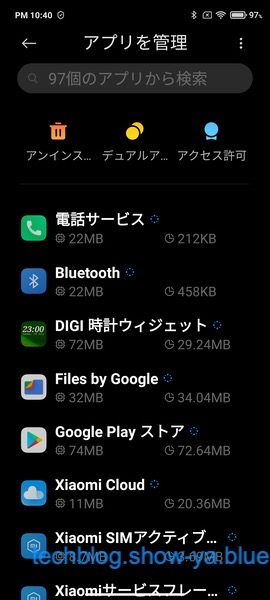 PM 10:40 97%
アプリを管理
97個のアプリから検索
アンインス... デュアルア... アクセス許可
電話サービス
22MB 212KB
Bluetooth
22MB 458KB
23:00
DIGI 時計ウィジェット
72MB 29.24MB
Files by Google
32MB 34.04MB
Google Play ストア
74MB 72.64MB
Xiaomi Cloud
11MB 20.36MB
Xiaomi SIMアクティブ...
techblog.show-ya.blue
Xiaomiサービスフレー...